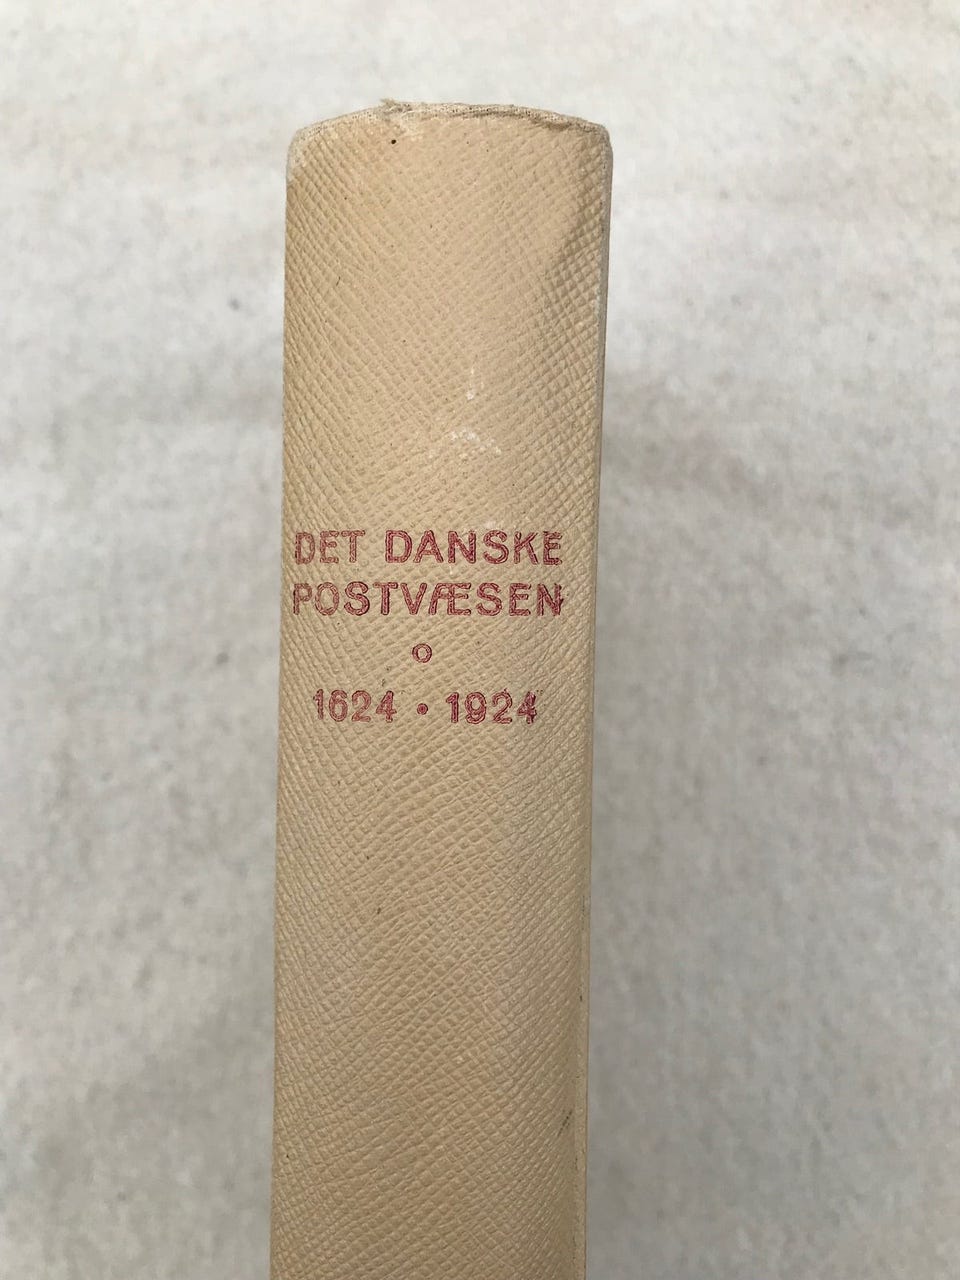 DET DANSKE
POSTVÆSEN
o
1624 • 1924